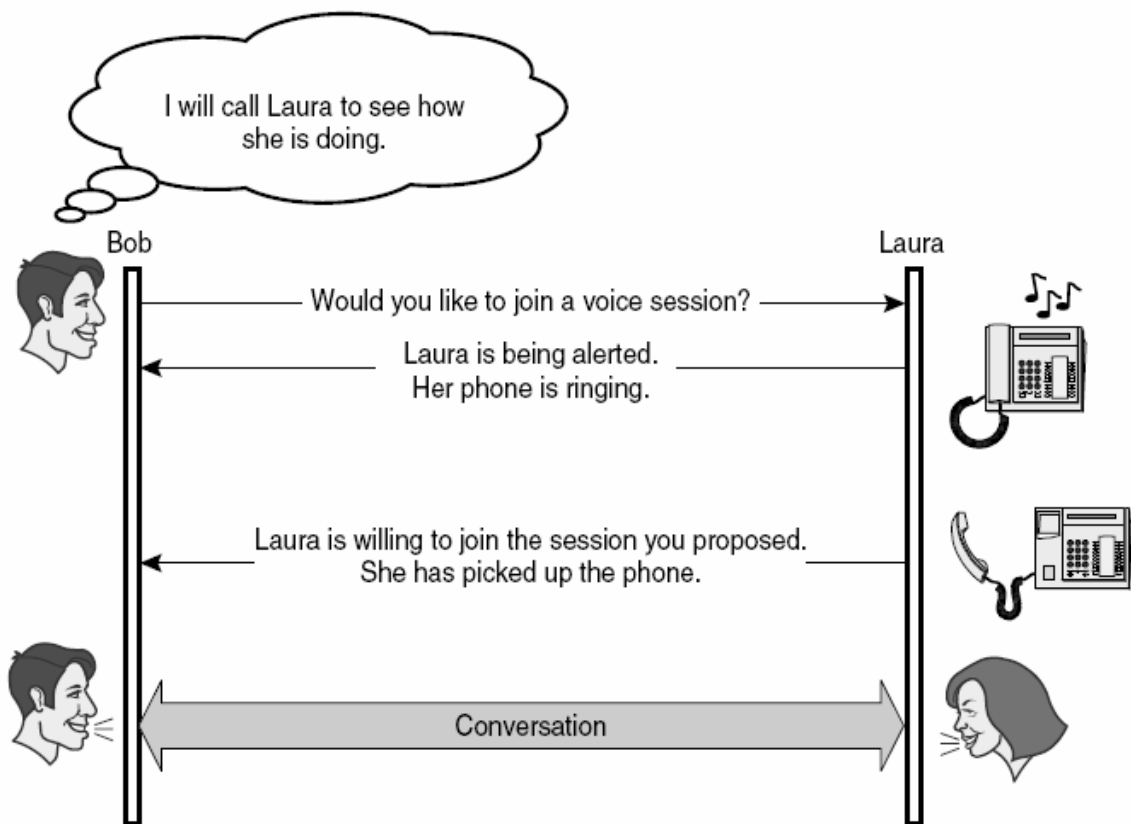 I will call Laura to see how
she is doing.
Bob
Laura
Would you like to join a voice session?
Laura is being alerted.
Her phone is ringing.
Laura is willing to join the session you proposed.
She has picked up the phone.
Conversation